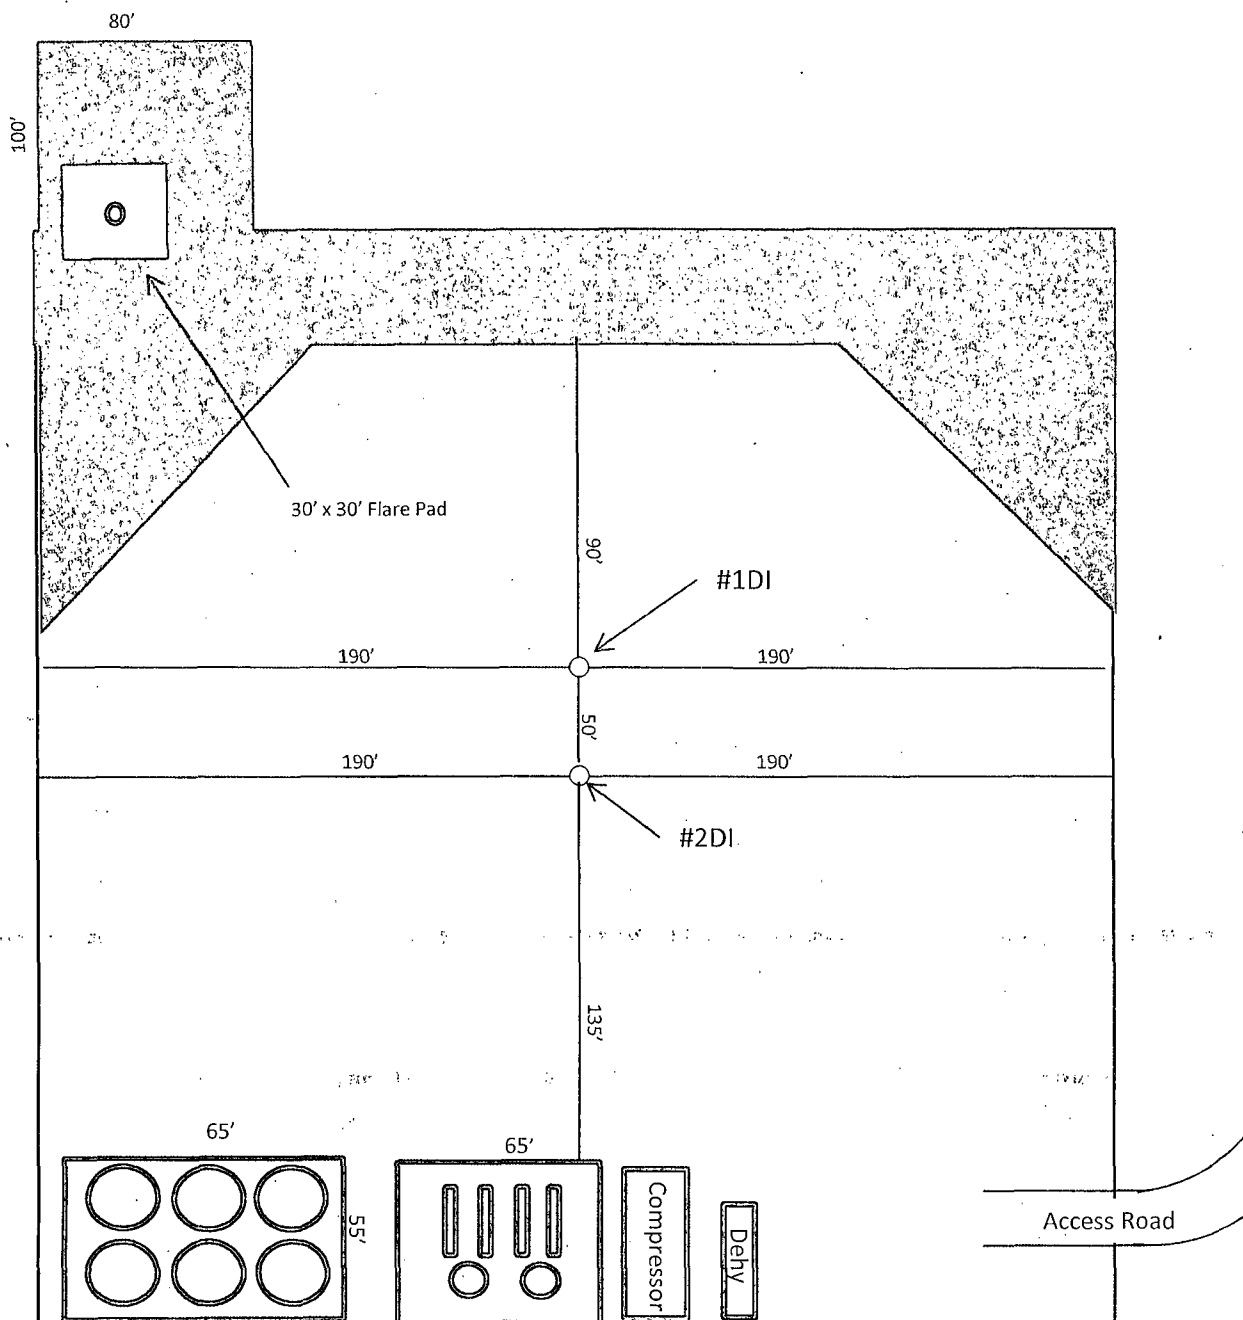 80’
100’
30’ x 30’ Flare Pad
90’
#1DI
190’
190’
50’
190’
190’
#2DI
135’
65’
65’
55’
Compressor
Dehy
Access Road